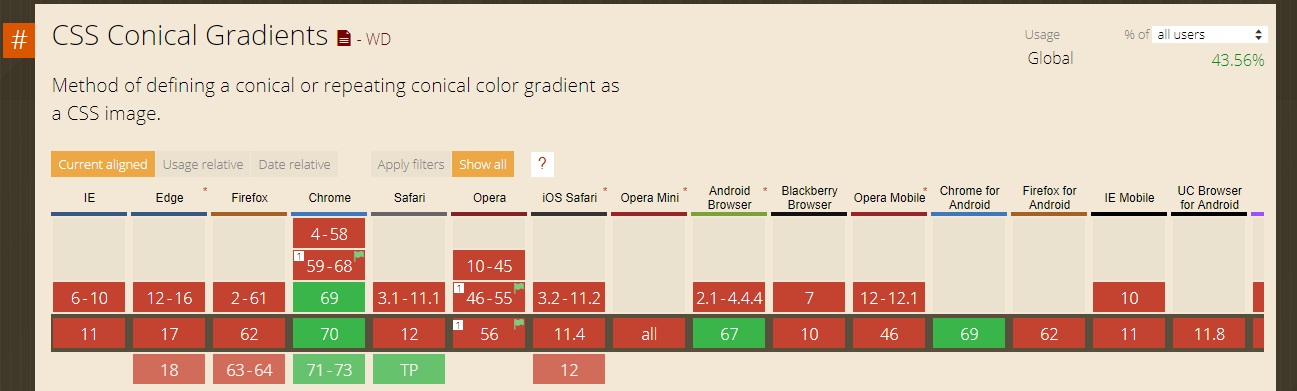 #
CSS Conical Gradients - WD
Usage % of all users
Global 43.56%
Method of defining a conical or repeating conical color gradient as
a CSS image.
Current aligned Usage relative Date relative Apply filters Show all ?
IE Edge * Firefox Chrome Safari Opera iOS Safari * Opera Mini * Android Browser * Blackberry Browser Opera Mobile * Chrome for Android Firefox for Android IE Mobile UC Browser for Android
4-58
1 59-68 10-45
6-10 12-16 2-61 69 3.1-11.1 1 46-55 3.2-11.2 2.1-4.4.4 7 12-12.1 10
11 17 62 70 12 1 56 11.4 all 67 10 46 69 62 11 11.8
18 63-64 71-73 TP 12